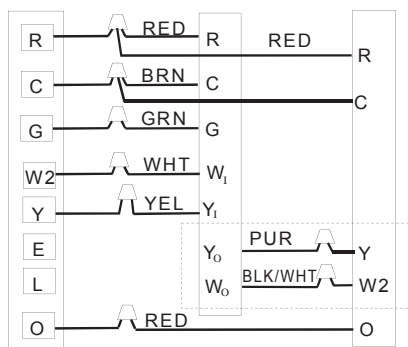 R RED R RED R
C BRN C C
G GRN G
W2 WHT WI
Y YEL YI
E YO PUR Y
L WO BLK/WHT W2
O RED O